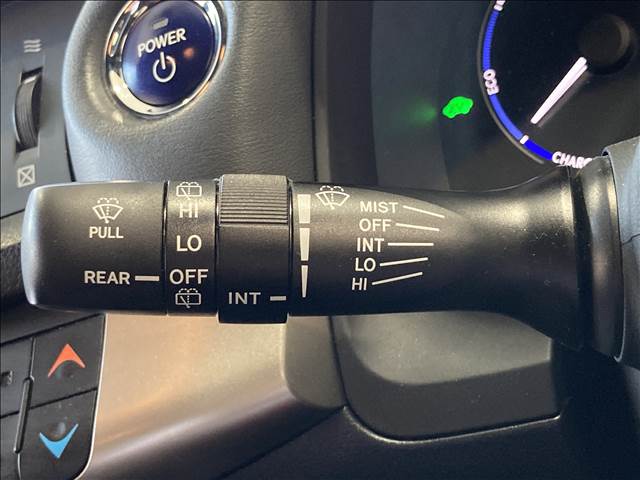 POWER
ECO
CHARG
PULL
HI
LO
REAR
OFF
INT
MIST
OFF
INT
LO
HI